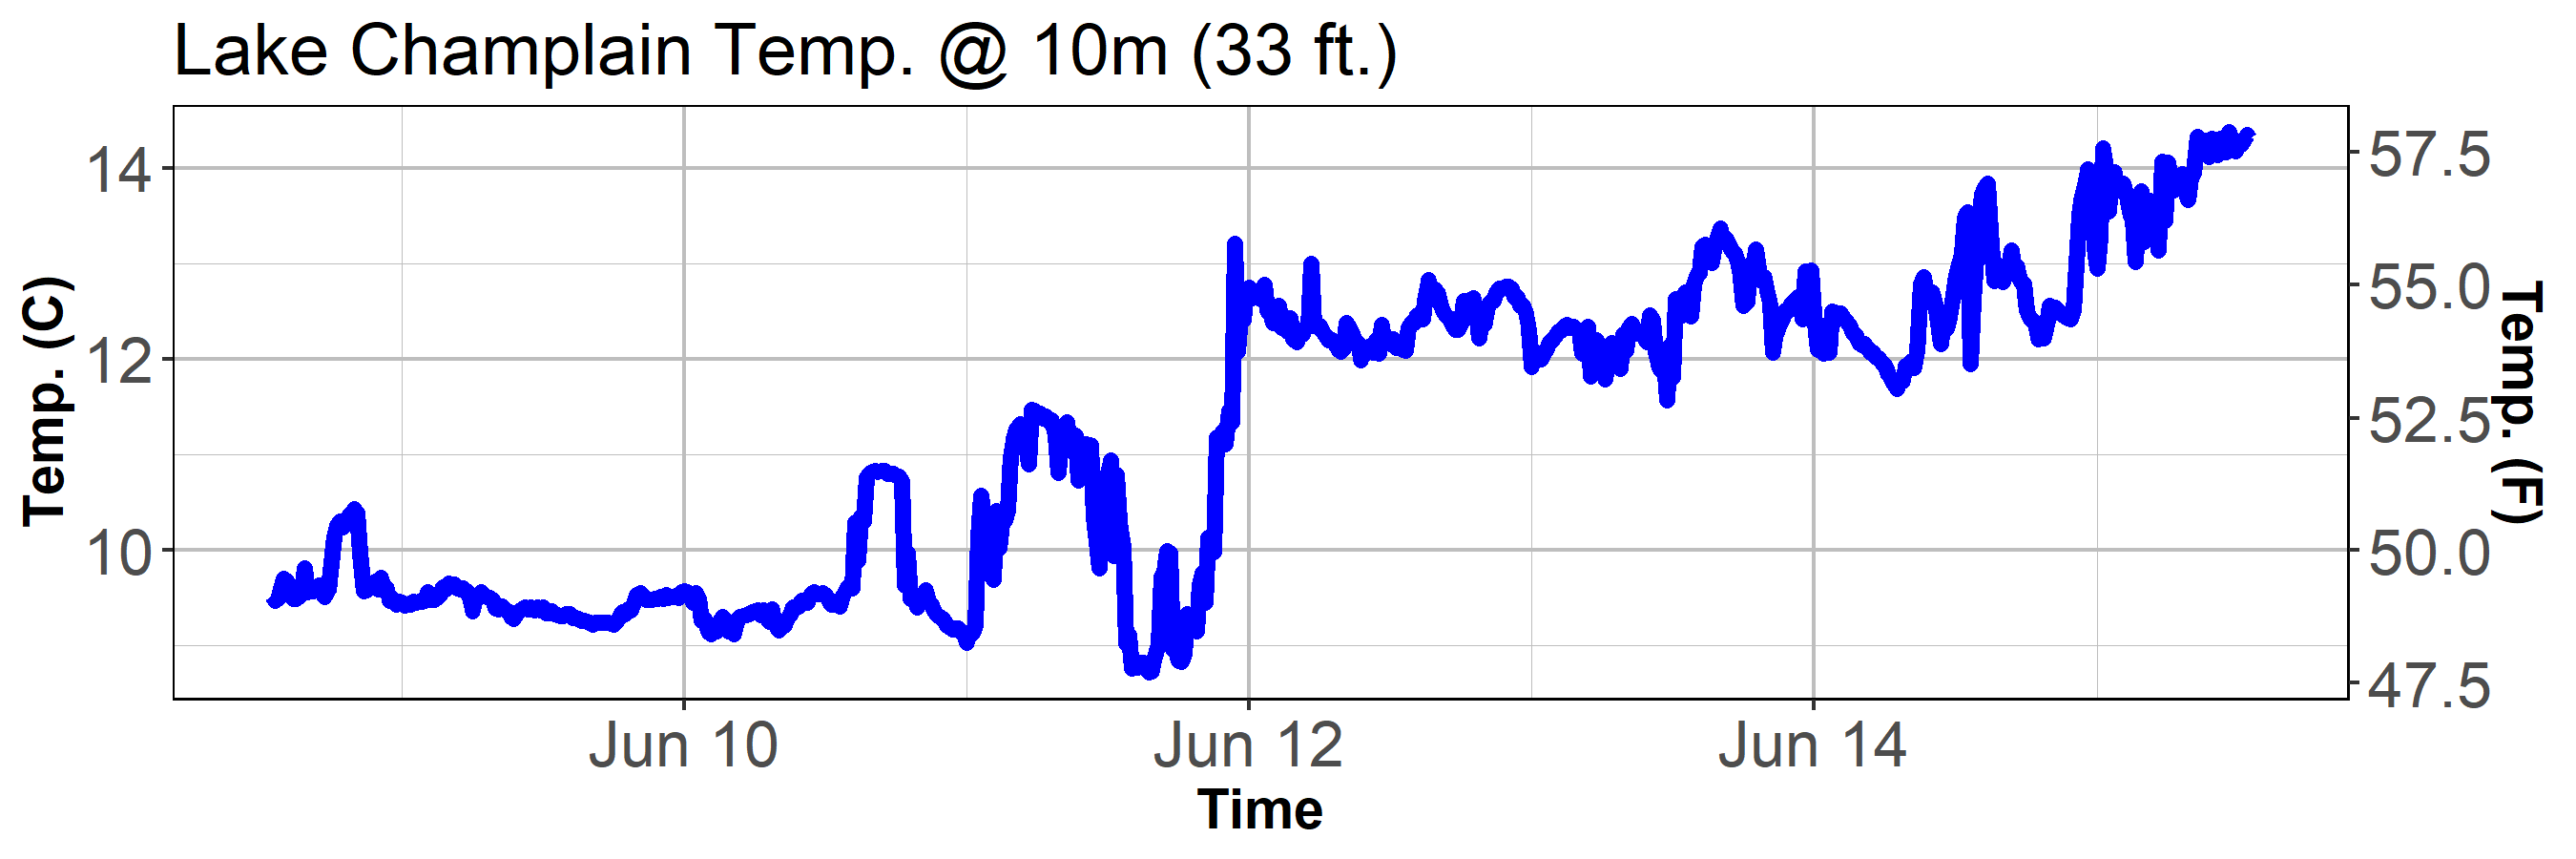 Lake Champlain Temp. @ 10m (33 ft.)
Temp. (C)
14
12
10
57.5
55.0
52.5
50.0
47.5
Temp. (F)
Jun 10
Jun 12
Jun 14
Time